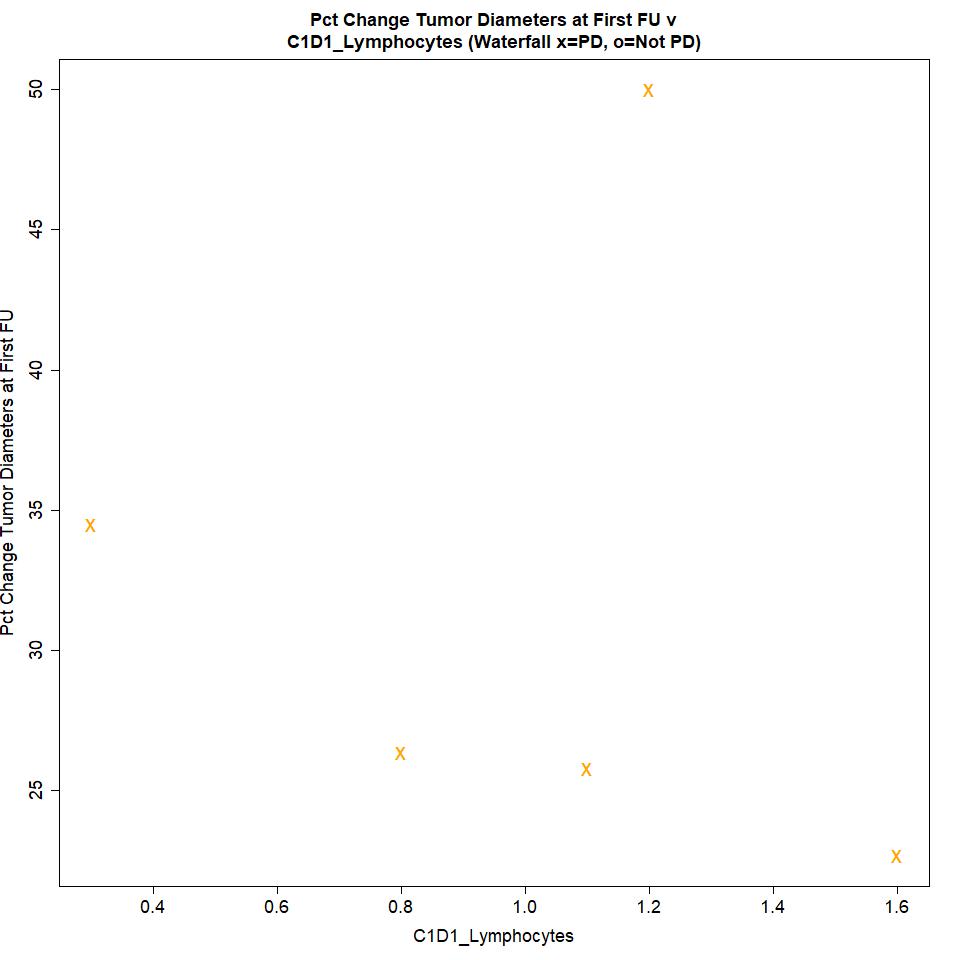 Pct Change Tumor Diameters at First FU v
C1D1_Lymphocytes (Waterfall x=PD, o=Not PD)
Pct Change Tumor Diameters at First FU
50
45
40
35
30
25
X
X
X
X
X
0.4 0.6 0.8 1.0 1.2 1.4 1.6
C1D1_Lymphocytes